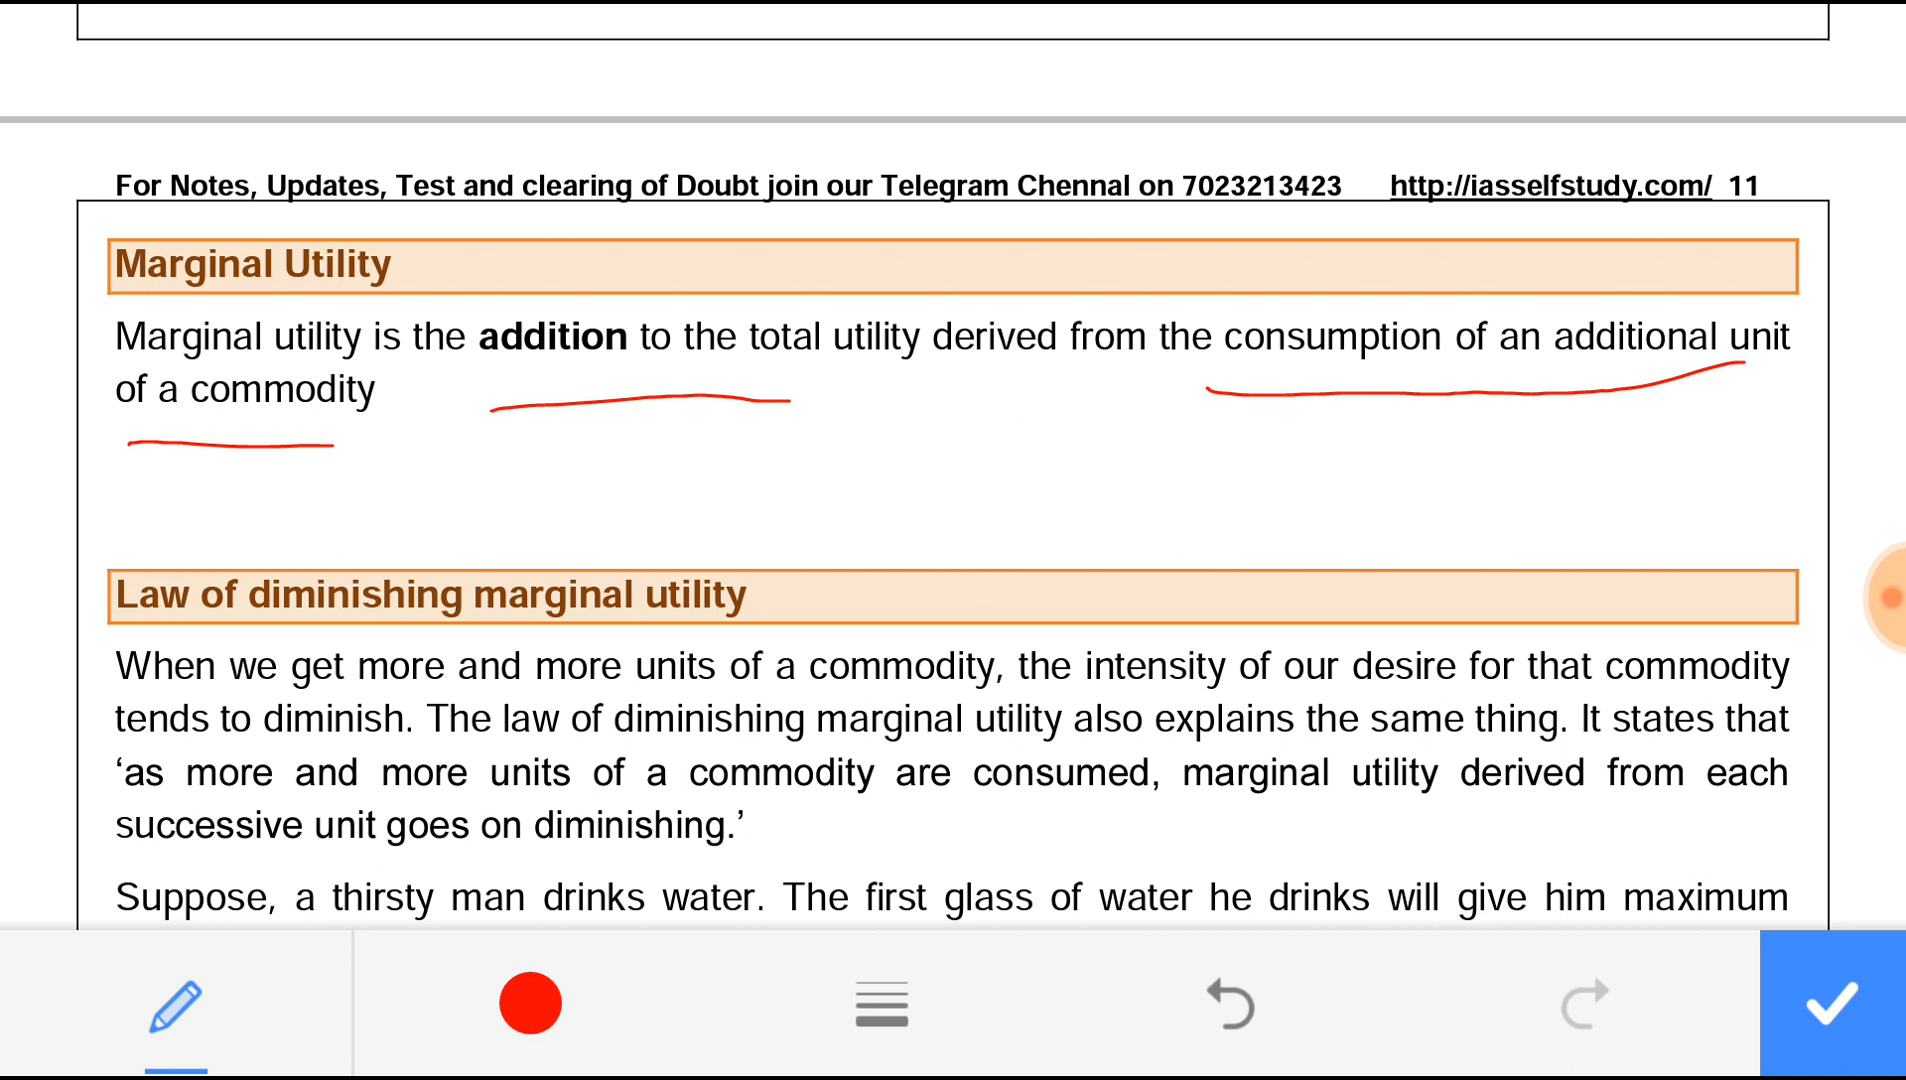 For Notes, Updates, Test and clearing of Doubt join our Telegram Chennal on 7023213423 http://iasselfstudy.com/ 11
Marginal Utility
Marginal utility is the addition to the total utility derived from the consumption of an additional unit
of a commodity
Law of diminishing marginal utility
When we get more and more units of a commodity, the intensity of our desire for that commodity
tends to diminish. The law of diminishing marginal utility also explains the same thing. It states that
‘as more and more units of a commodity are consumed, marginal utility derived from each
successive unit goes on diminishing.’
Suppose, a thirsty man drinks water. The first glass of water he drinks will give him maximum